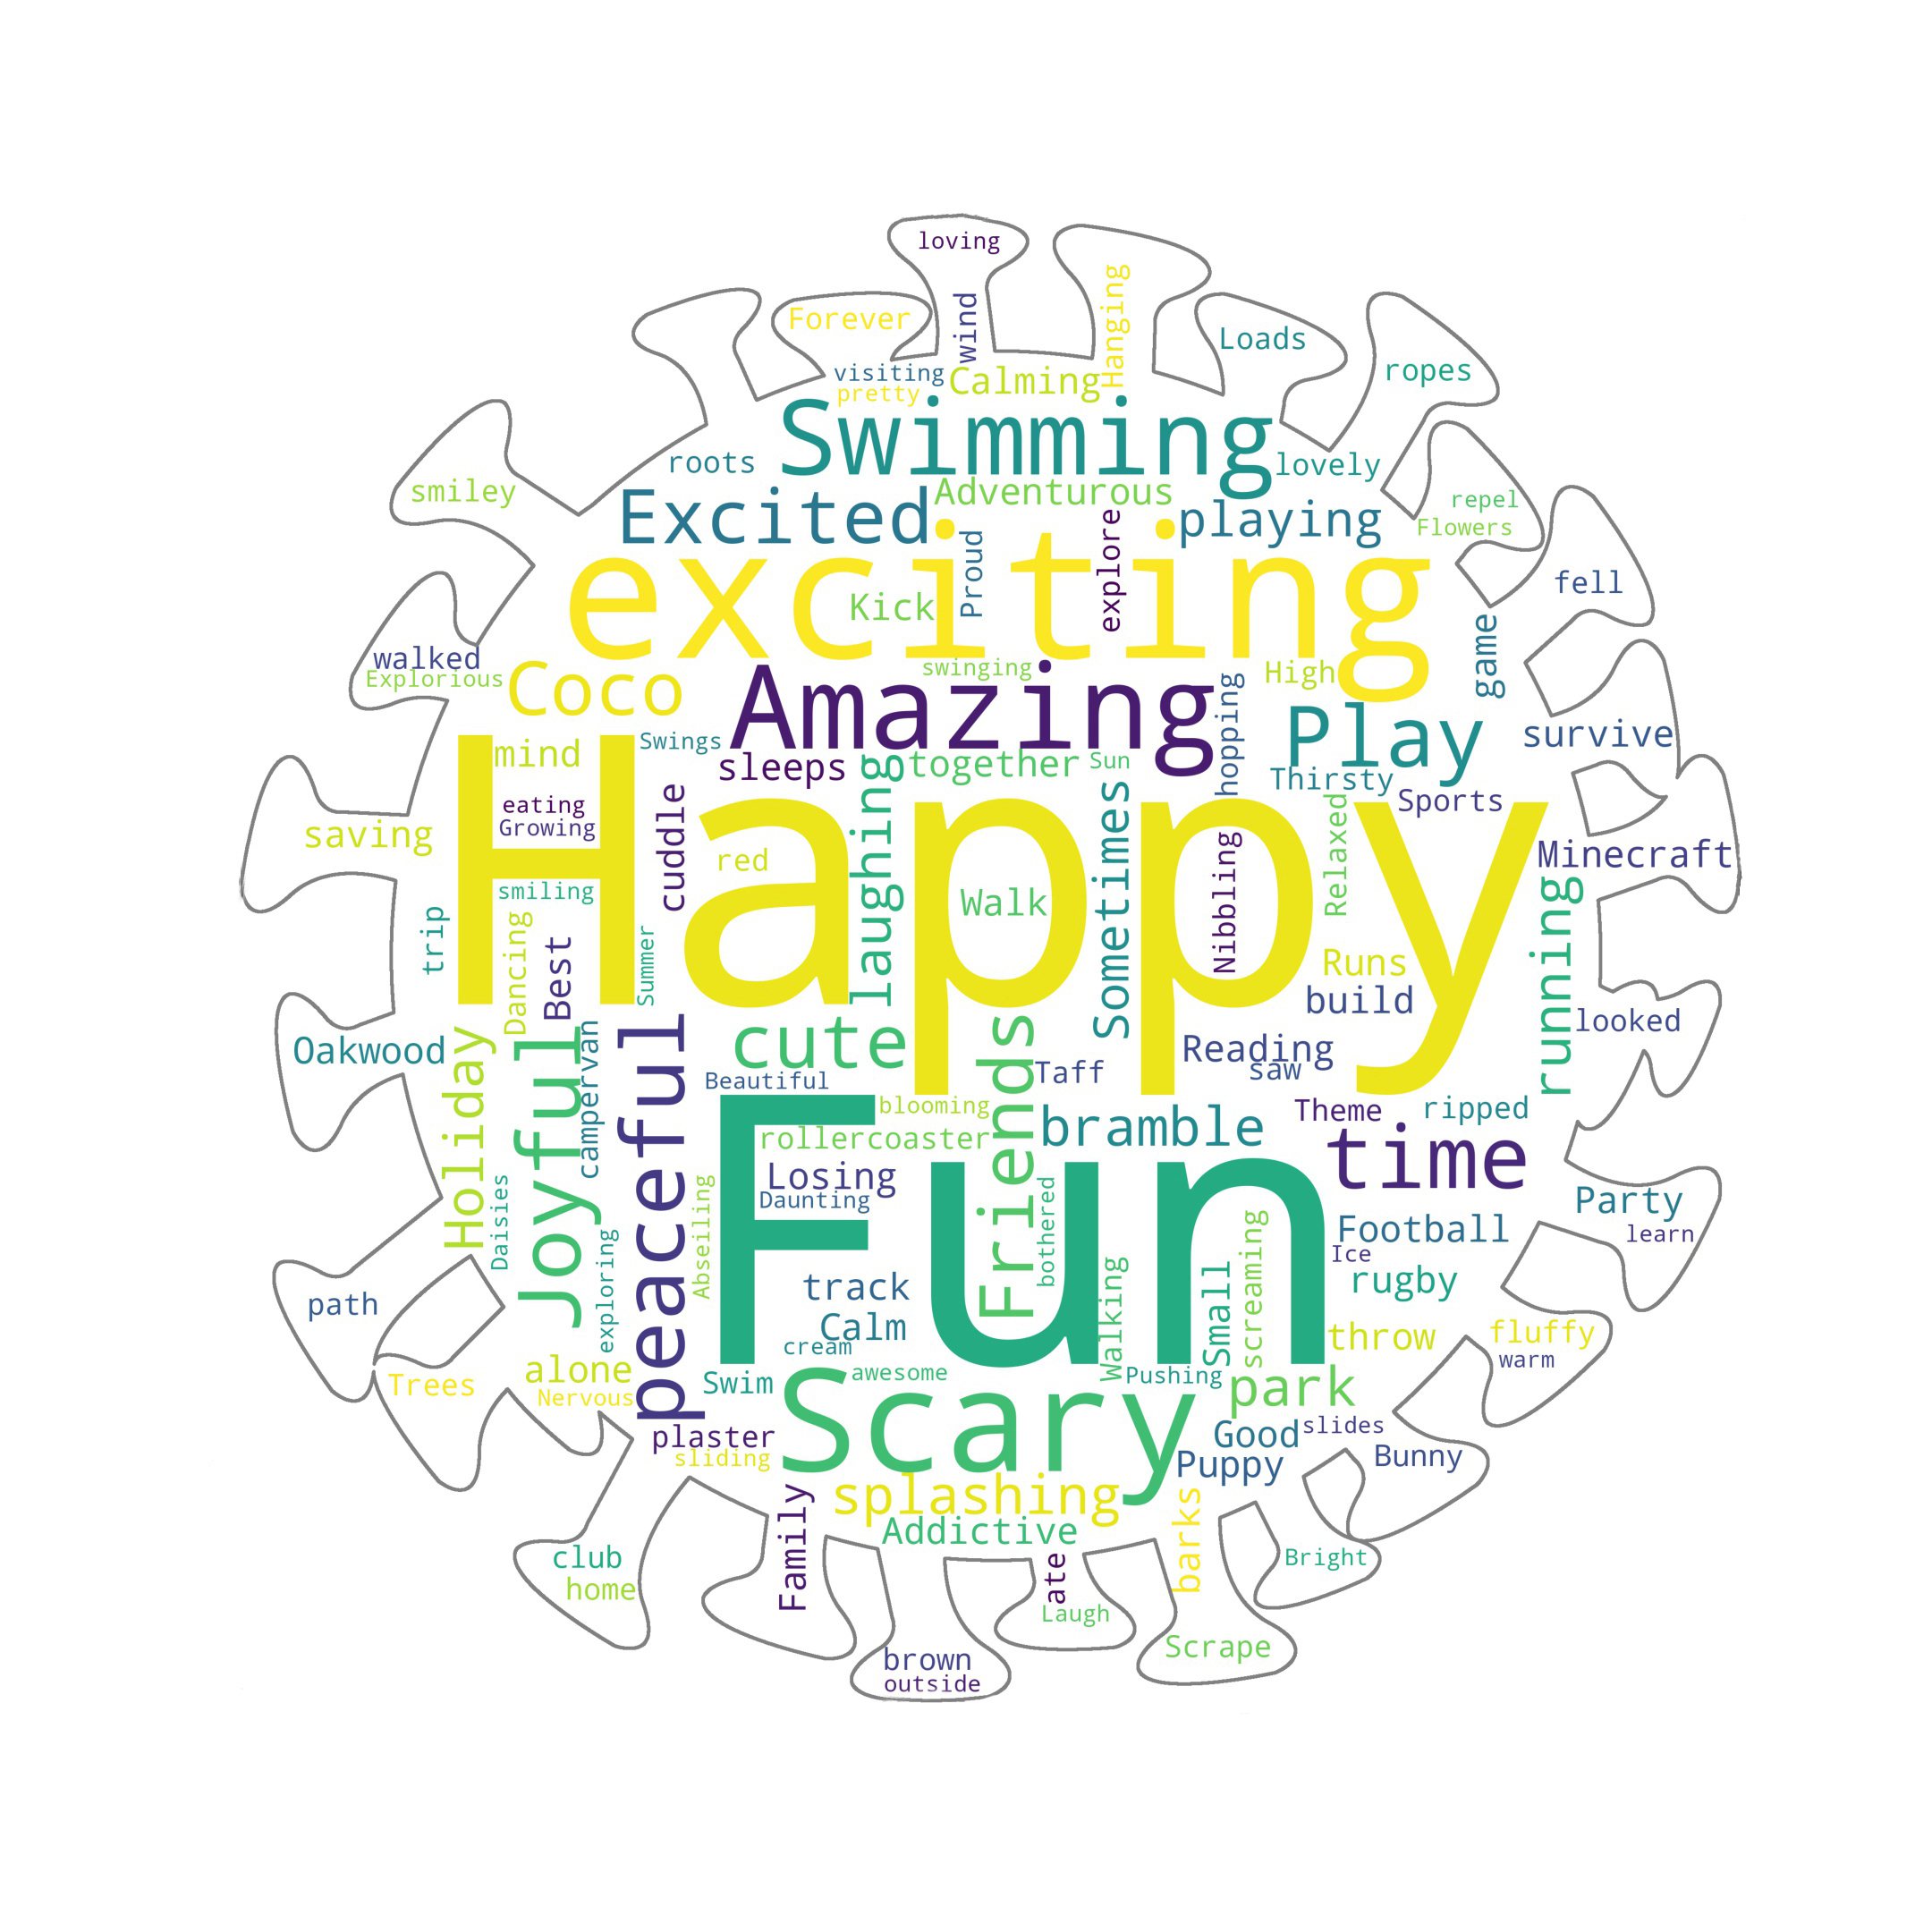 loving
Forever
wind
Hanging
Loads
ropes
visiting
pretty
Calming
Swimming
roots
lovely
smiley
Adventurous
repel
Flowers
Excited
playing
exciting
Proud
explore
fell
Kick
walked
Explorious
swinging
High
game
Coco
Amazing
hopping
Play
survive
mind
Swings
sleeps
together
Sun
Thirsty
eating
Growing
cuddle
laughing
Sometimes
Relaxed
Sports
saving
Happy
red
Minecraft
smiling
Walk
Nibbling
running
trip
Dancing
Best
Summer
Runs
build
looked
Oakwood
Holiday
Joyful
campervan
peaceful
cute
Friends
Taff
Reading
saw
Beautiful
blooming
bramble
Theme
ripped
rollercoaster
time
Losing
Daunting
Fun
Daisies
Abseiling
bothered
Party
learn
exploring
Football
Ice
rugby
path
track
Calm
cream
Walking
Small
screaming
throw
fluffy
warm
Trees
alone
Nervous
Swim
awesome
Pushing
park
Scary
plaster
sliding
Good
slides
Puppy
Bunny
splashing
Family
Addictive
barks
club
home
ate
Laugh
Bright
Scrape
brown
outside